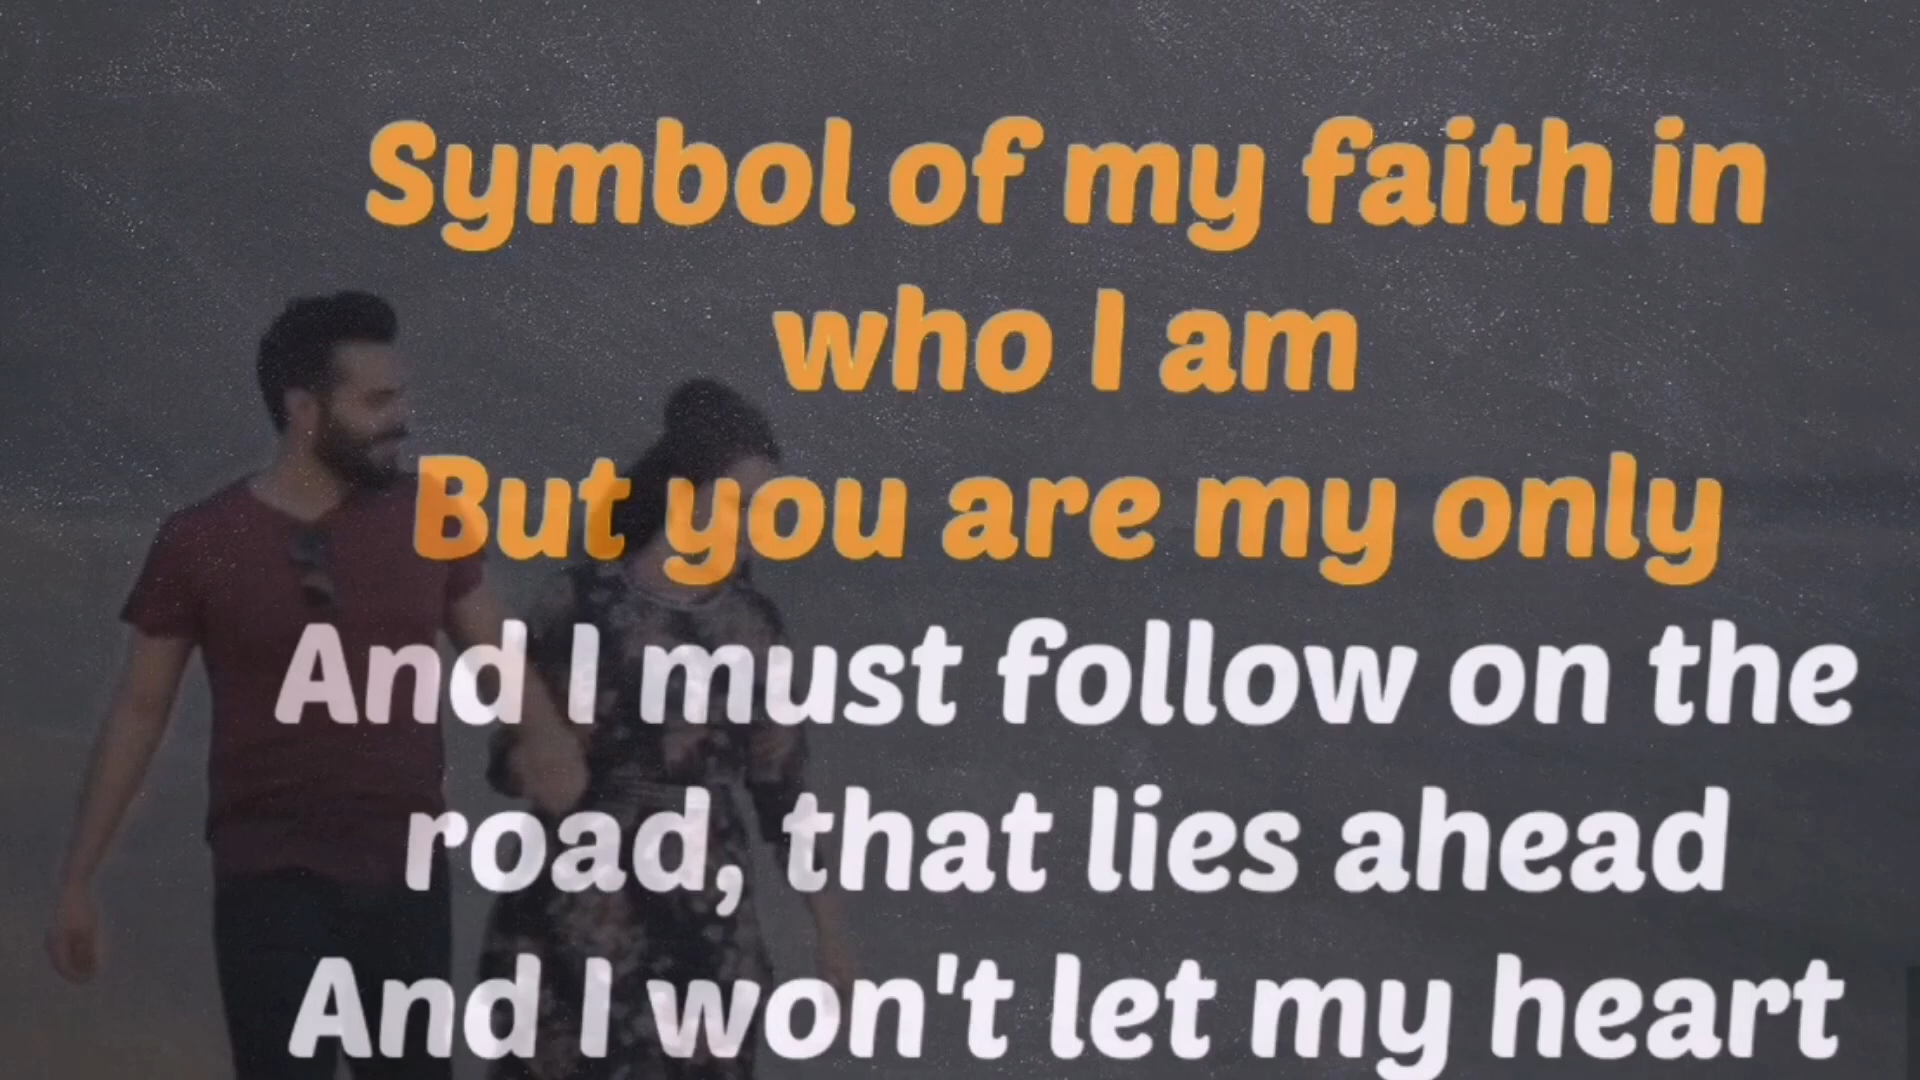 Symbol of my faith in
who I am
But you are my only
And I must follow on the
road, that lies ahead
And I won't let my heart